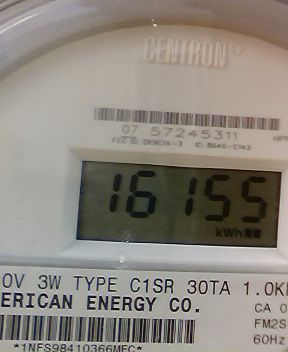 CENTRON
07 57245311
16155
kWh
0V 3W TYPE C1SR 30TA 1.0K
ERICAN ENERGY CO.
CA 0
FM2S
60Hz
*1NFS98410366MEC*